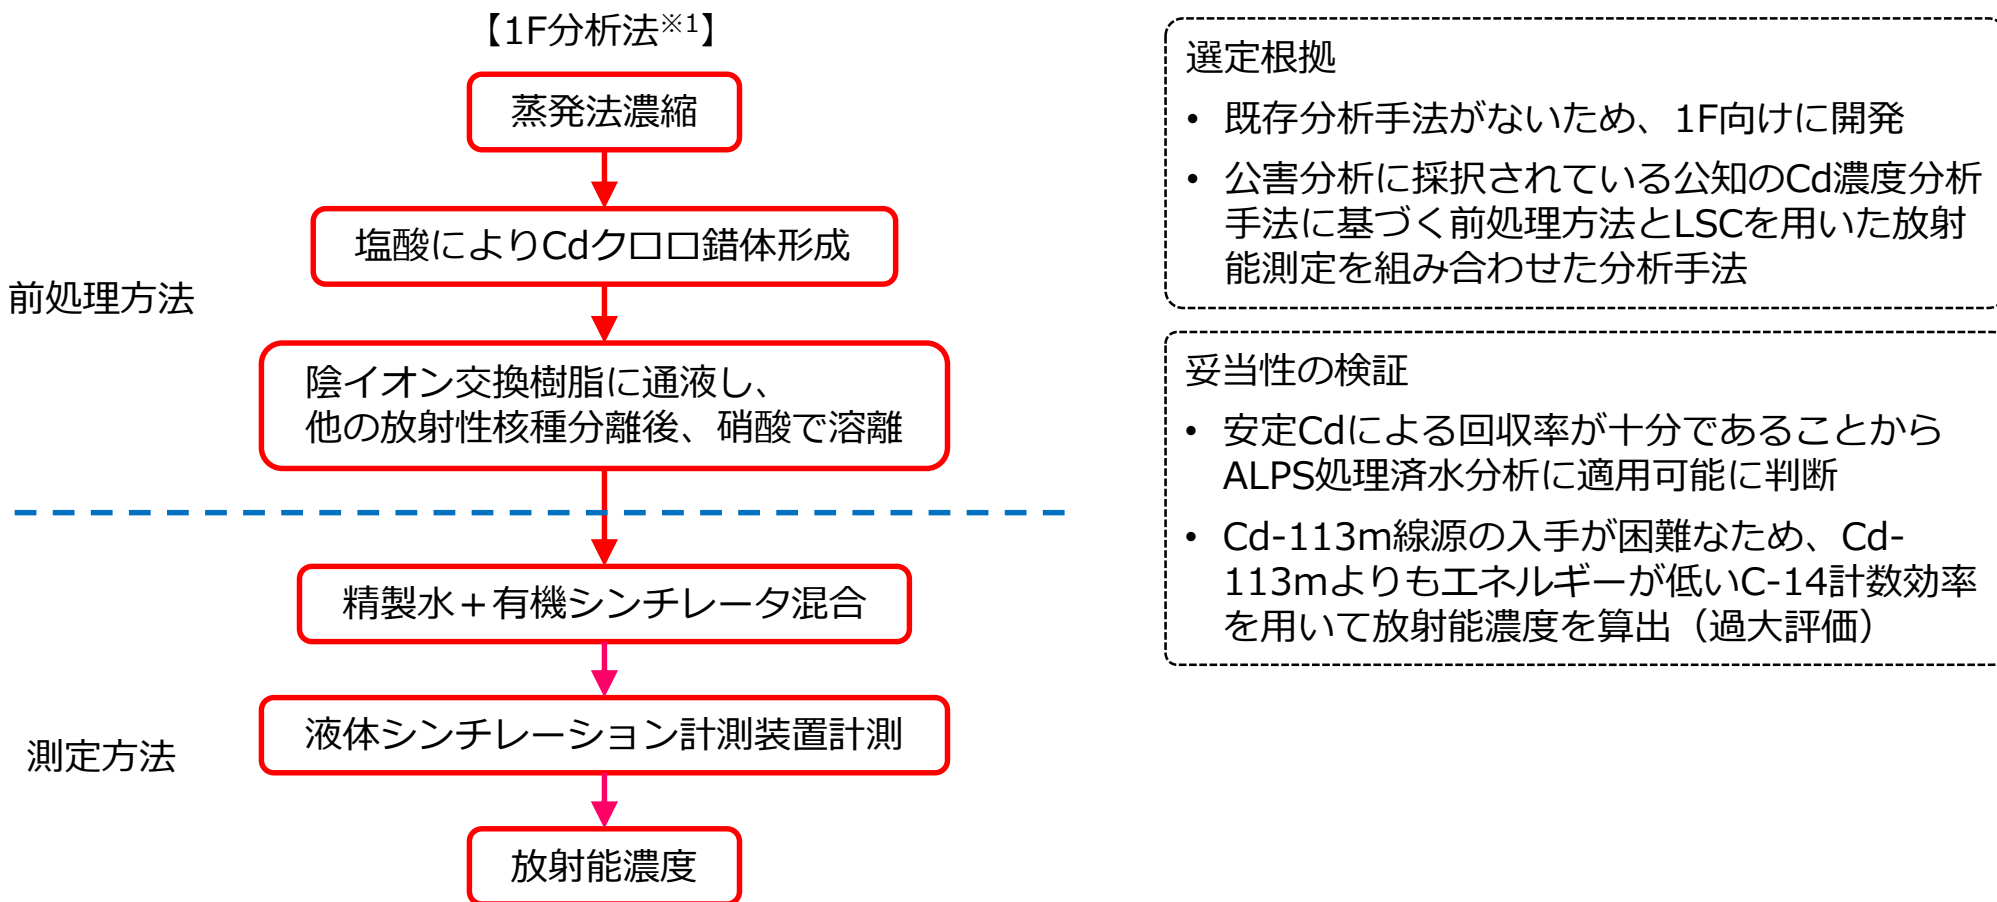 【1F分析法※1】
蒸発法濃縮
塩酸によりCdクロロ錯体形成
前処理方法
陰イオン交換樹脂に通液し、
他の放射性核種分離後、硝酸で溶離
精製水＋有機シンチレータ混合
液体シンチレーション計測装置計測
測定方法
放射能濃度
選定根拠
• 既存分析手法がないため、1F向けに開発
• 公害分析に採択されている公知のCd濃度分析
手法に基づく前処理方法とLSCを用いた放射
能測定を組み合わせた分析手法
妥当性の検証
• 安定Cdによる回収率が十分であることから
ALPS処理済水分析に適用可能に判断
• Cd-113m線源の入手が困難なため、Cd-
113mよりもエネルギーが低いC-14計数効率
を用いて放射能濃度を算出（過大評価）